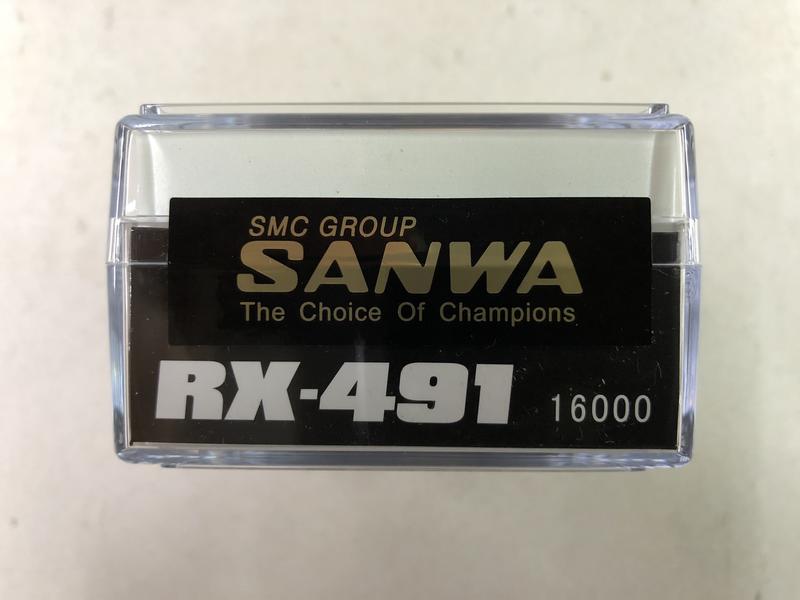 SMC GROUP
SANWA
The Choice Of Champions
RX-491 16000